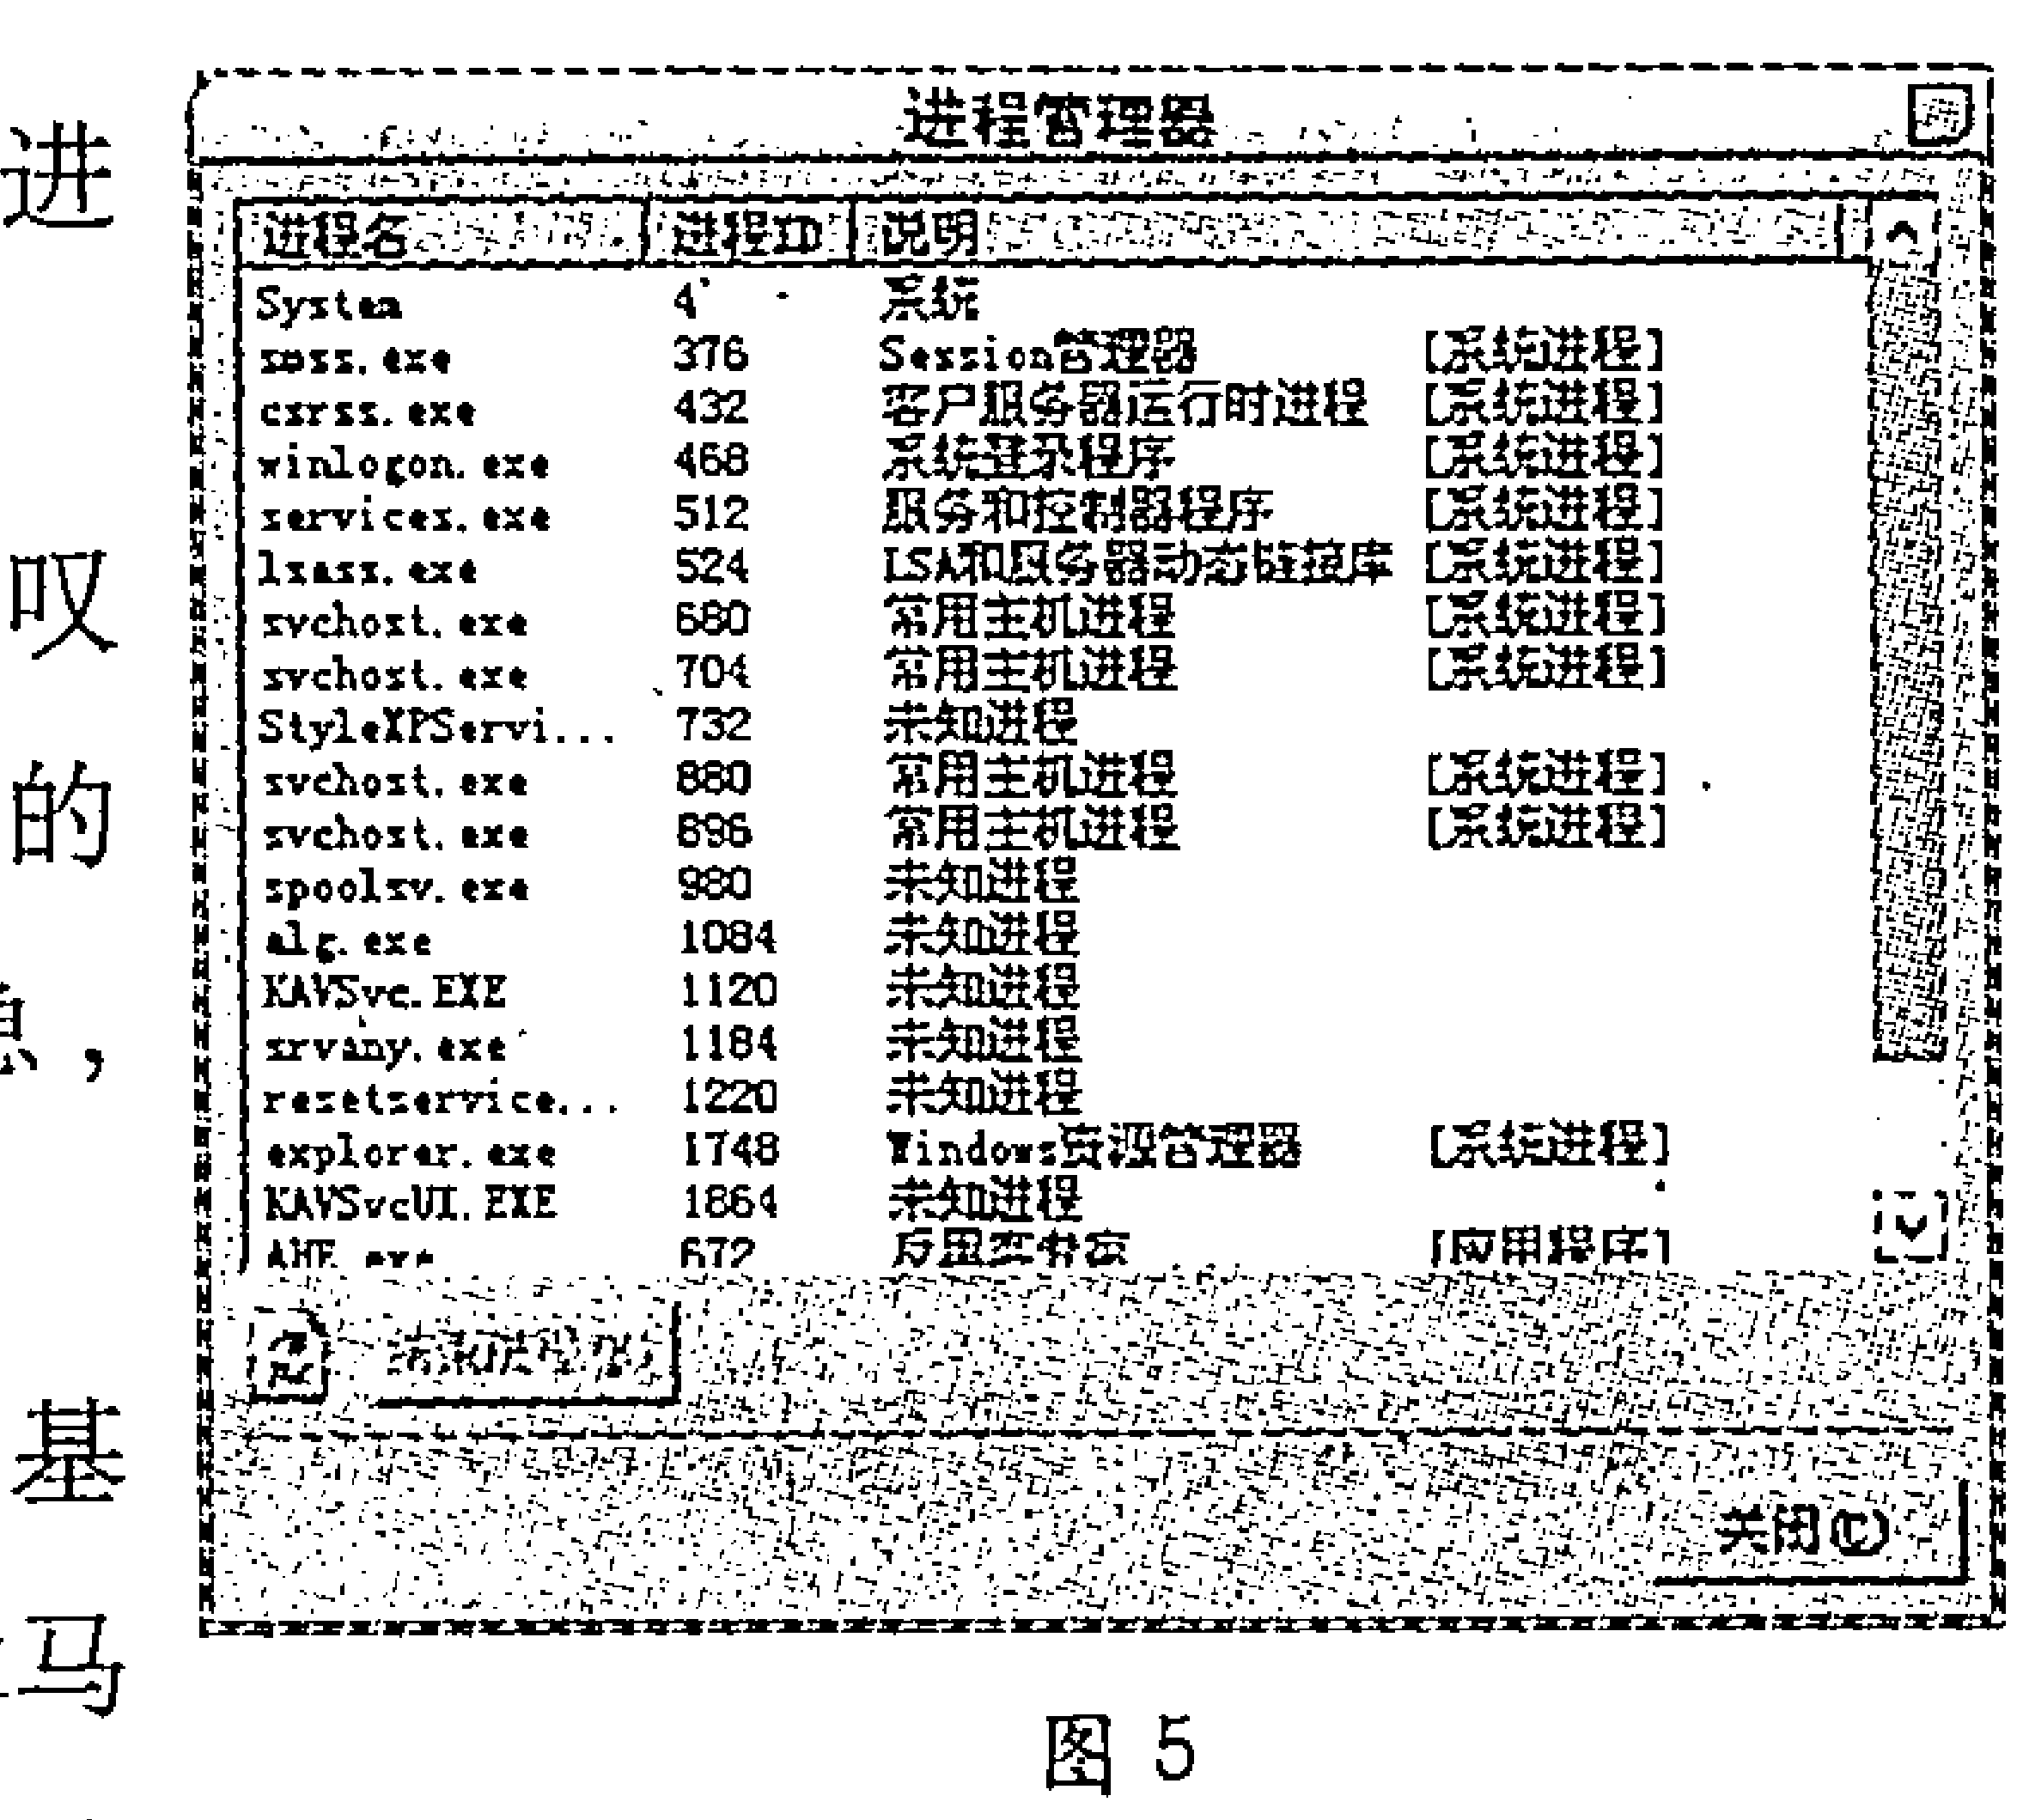 进
叹
的
，
基
马
进程管理器
进程名 进程ID 说明
System 4 系统
smss.exe 376 Session管理器 [系统进程]
csrss.exe 432 客户服务器运行时进程 [系统进程]
winlogon.exe 468 系统登录程序 [系统进程]
services.exe 512 服务和控制器程序 [系统进程]
lsass.exe 524 LSA和服务器动态链接库 [系统进程]
svchost.exe 680 常用主机进程 [系统进程]
svchost.exe 704 常用主机进程 [系统进程]
StyleXPServi... 732 未知进程
svchost.exe 880 常用主机进程 [系统进程]
svchost.exe 896 常用主机进程 [系统进程]
spoolsv.exe 980 未知进程
alg.exe 1084 未知进程
KAVSvc.EXE 1120 未知进程
srvany.exe 1184 未知进程
resetservice... 1220 未知进程
explorer.exe 1748 Windows资源管理器 [系统进程]
KAVSvcUI.EXE 1864 未知进程
672 [应用程序]
结束进程
关闭(C)
图 5